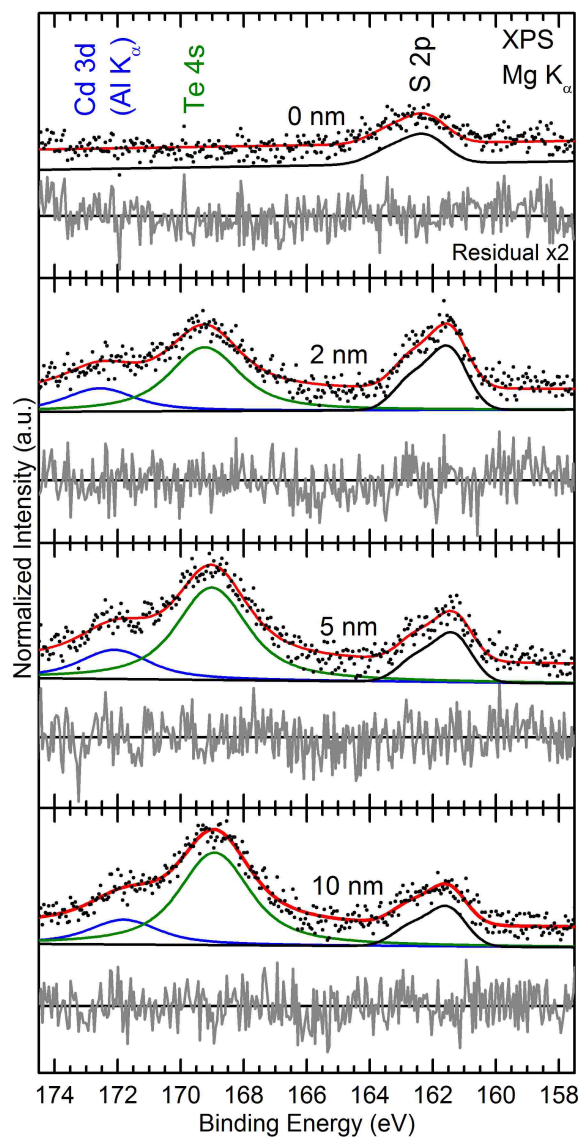 Cd 3d
(Al Kα)
Te 4s
S 2p
XPS
Mg Kα
0 nm
Residual x2
2 nm
5 nm
10 nm
Normalized Intensity (a.u.)
174 172 170 168 166 164 162 160 158
Binding Energy (eV)